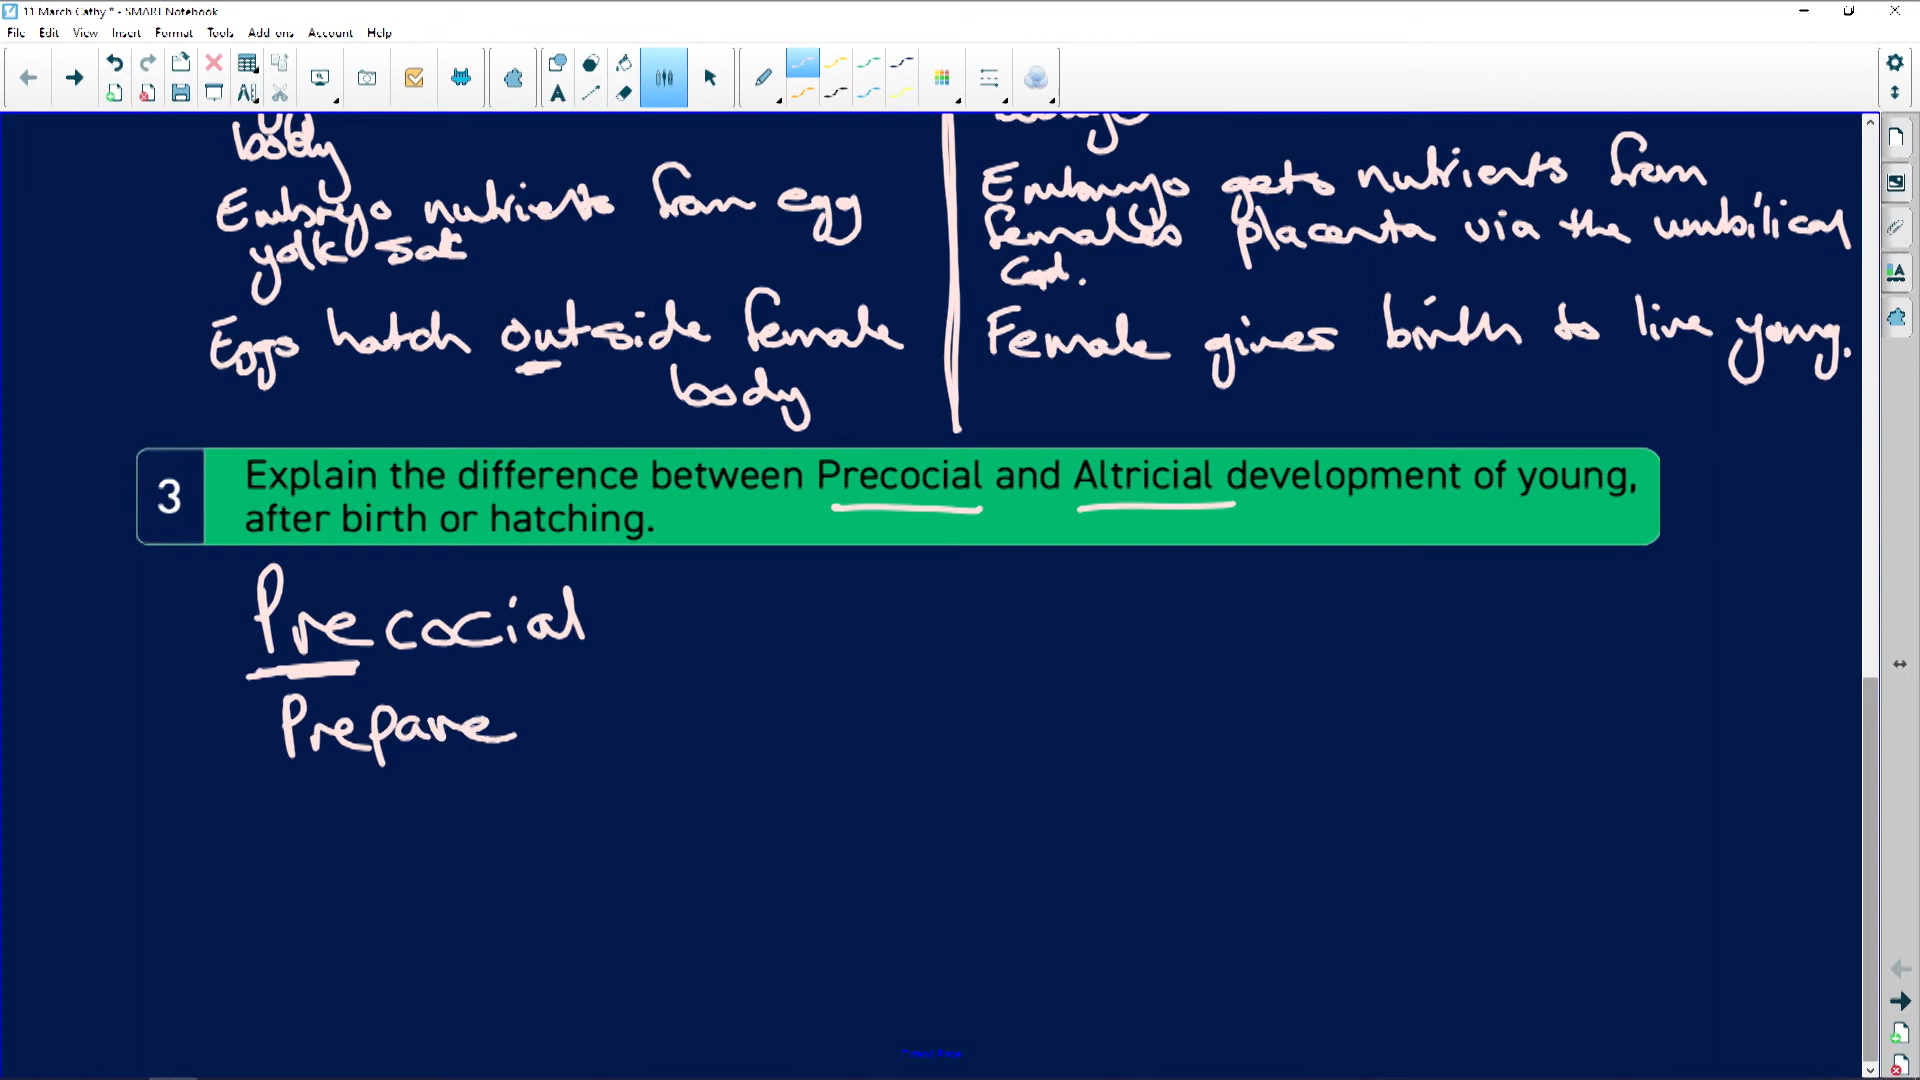 11 March Cathy * - SMART Notebook
File Edit View Insert Format Tools Add-ons Account Help
body
Embryo nutrients from egg
yolk sak
Eggs hatch outside female
body
Embryo gets nutrients from
females placenta via the umbilical
Cord.
Female gives birth to live young.
3
Explain the difference between Precocial and Altricial development of young,
after birth or hatching.
Precocial
Prepare